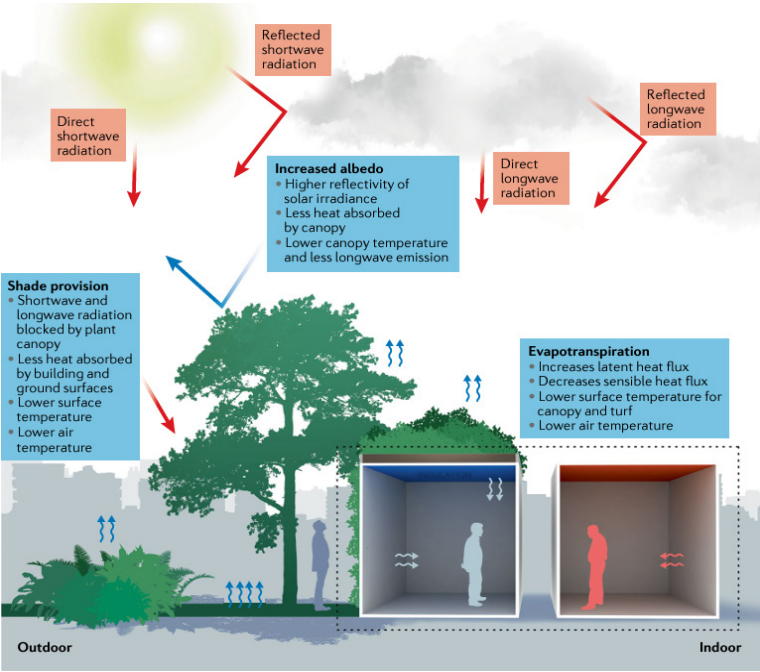 Reflected
shortwave
radiation
Direct
shortwave
radiation
Reflected
longwave
radiation
Direct
longwave
radiation
Increased albedo
• Higher reflectivity of
solar irradiance
• Less heat absorbed
by canopy
• Lower canopy temperature
and less longwave emission
Shade provision
• Shortwave and
longwave radiation
blocked by plant
canopy
• Less heat absorbed
by building and
ground surfaces
• Lower surface
temperature
• Lower air
temperature
Evapotranspiration
• Increases latent heat flux
• Decreases sensible heat flux
• Lower surface temperature for
canopy and turf
• Lower air temperature
Outdoor
Indoor